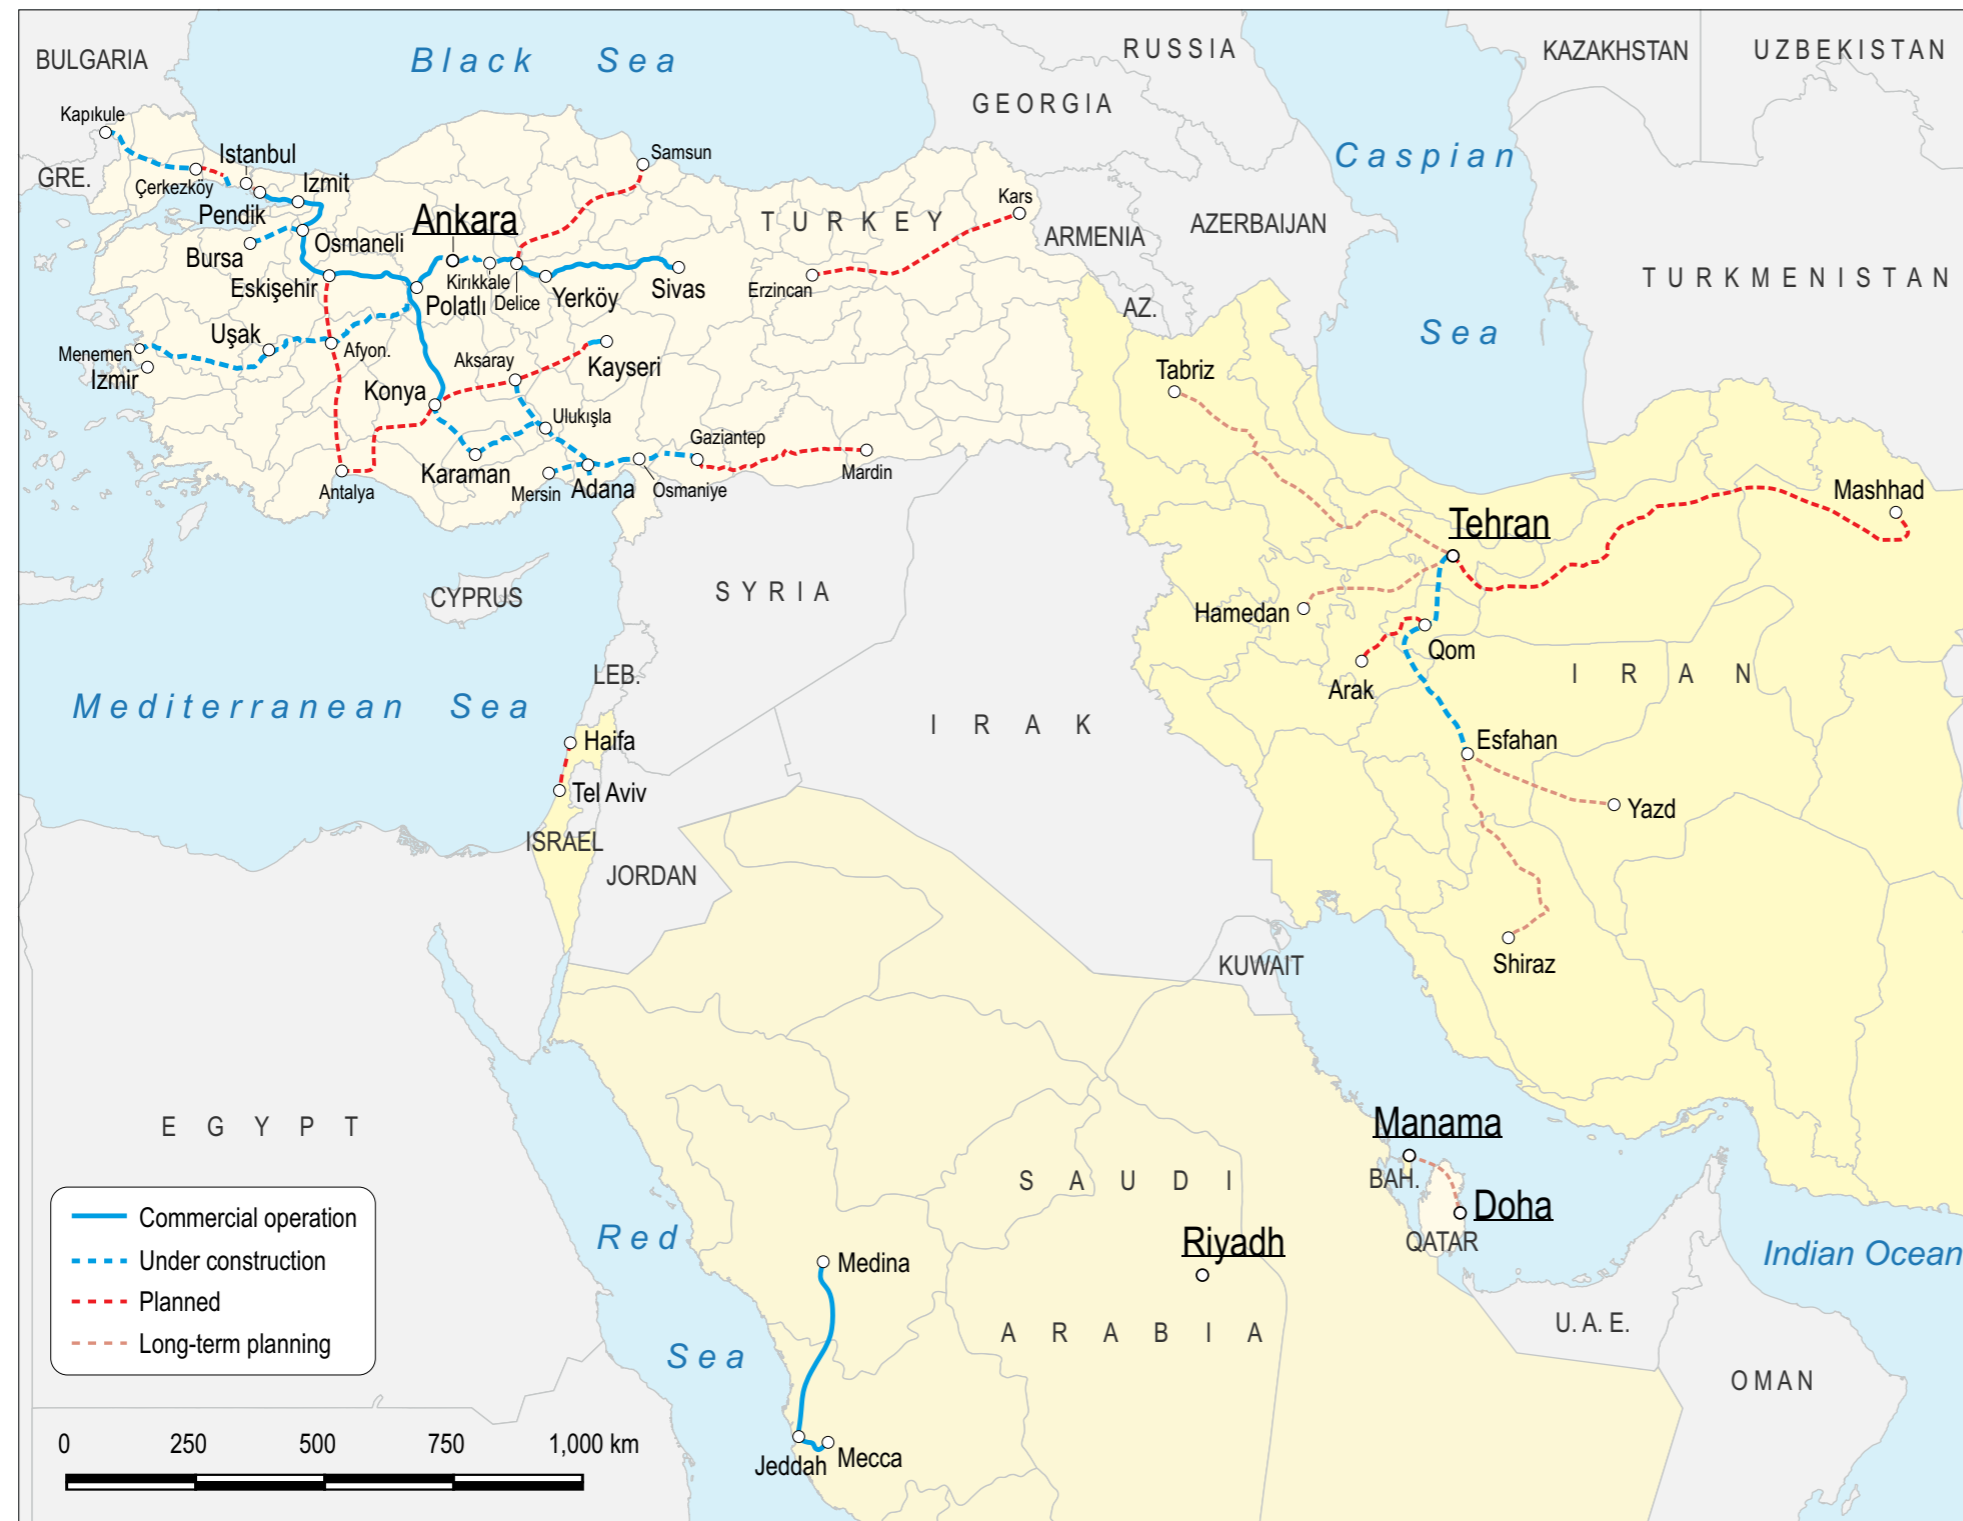 BULGARIA
Black Sea
RUSSIA
KAZAKHSTAN
UZBEKISTAN
GEORGIA
Kapıkule
Istanbul
Samsun
Caspian
Sea
GRE.
Çerkezköy
Izmit
Pendik
Ankara
TURKEY
Kars
ARMENIA
AZERBAIJAN
Bursa
Osmaneli
Eskişehir
Polatlı
Kirıkkale
Delice
Yerköy
Sivas
Erzincan
AZ.
TURKMENISTAN
Uşak
Menemen
Izmir
Afyon.
Aksaray
Kayseri
Tabriz
Konya
Ulukışla
Gaziantep
Karaman
Mersin
Adana
Osmaniye
Mardin
Antalya
Mashhad
Tehran
CYPRUS
SYRIA
Hamedan
Qom
Arak
IRAN
LEB.
Mediterranean Sea
IRAK
Haifa
Esfahan
Tel Aviv
Yazd
ISRAEL
JORDAN
KUWAIT
Shiraz
EGYPT
Manama
BAH.
SAUDI
ARABIA
Doha
QATAR
Riyadh
Red
Sea
Medina
Indian Ocean
U. A. E.
OMAN
Jeddah
Mecca
Commercial operation
Under construction
Planned
Long-term planning
0 250 500 750 1,000 km